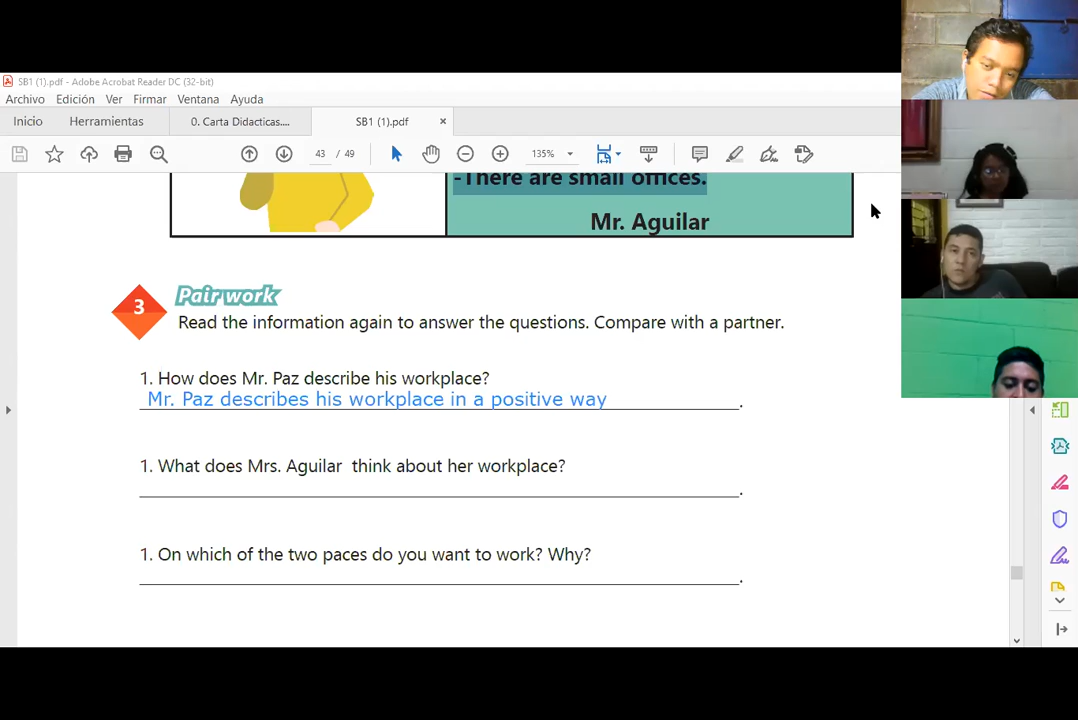 SB1 (1).pdf - Adobe Acrobat Reader DC (32-bit)
Archivo Edición Ver Firmar Ventana Ayuda
Inicio Herramientas 0. Carta Didacticas.... SB1 (1).pdf ×
43 / 49 135%
-There are small offices.
Mr. Aguilar
3 Pair work
Read the information again to answer the questions. Compare with a partner.
1. How does Mr. Paz describe his workplace?
Mr. Paz describes his workplace in a positive way .
1. What does Mrs. Aguilar think about her workplace?
.
1. On which of the two paces do you want to work? Why?
.